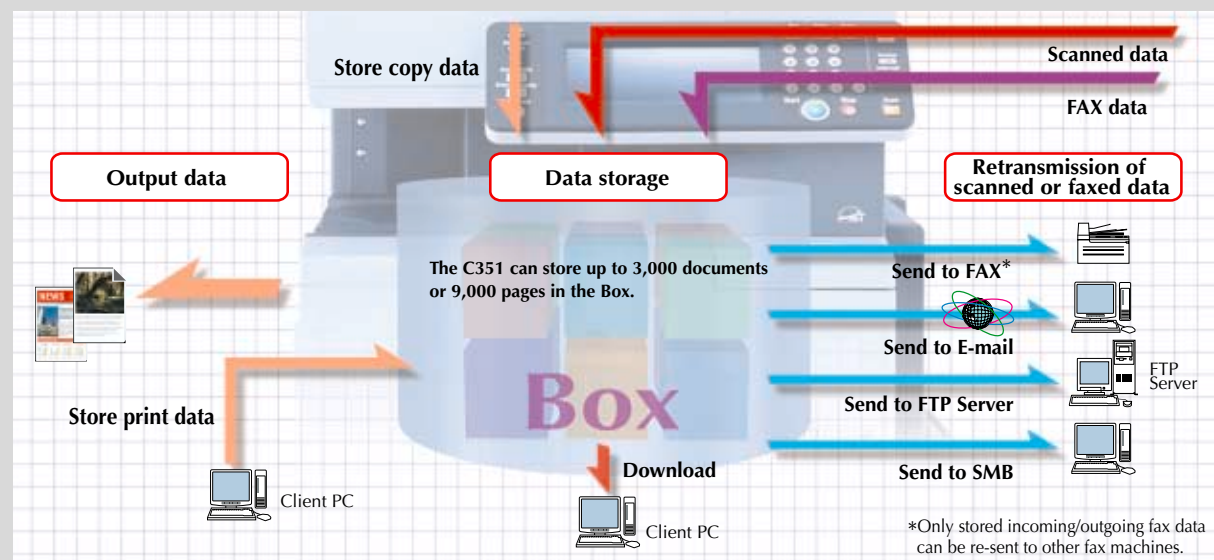 Store copy data
Scanned data
FAX data
Output data
Data storage
Retransmission of
scanned or faxed data
The C351 can store up to 3,000 documents
or 9,000 pages in the Box.
Send to FAX*
NEWS
Send to E-mail
Box
Store print data
Send to FTP Server
FTP
Server
Download
Send to SMB
Client PC
Client PC
*Only stored incoming/outgoing fax data
can be re-sent to other fax machines.